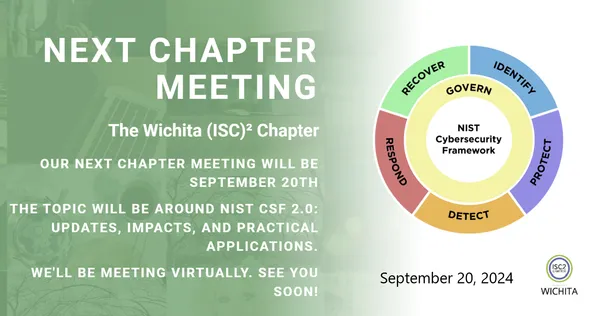 NEXT CHAPTER
MEETING
The Wichita (ISC)² Chapter
OUR NEXT CHAPTER MEETING WILL BE
SEPTEMBER 20TH
THE TOPIC WILL BE AROUND NIST CSF 2.0:
UPDATES, IMPACTS, AND PRACTICAL
APPLICATIONS.
WE'LL BE MEETING VIRTUALLY. SEE YOU
SOON!
RECOVER
IDENTIFY
GOVERN
NIST
Cybersecurity
Framework
RESPOND
PROTECT
DETECT
September 20, 2024
ISC2
WICHITA